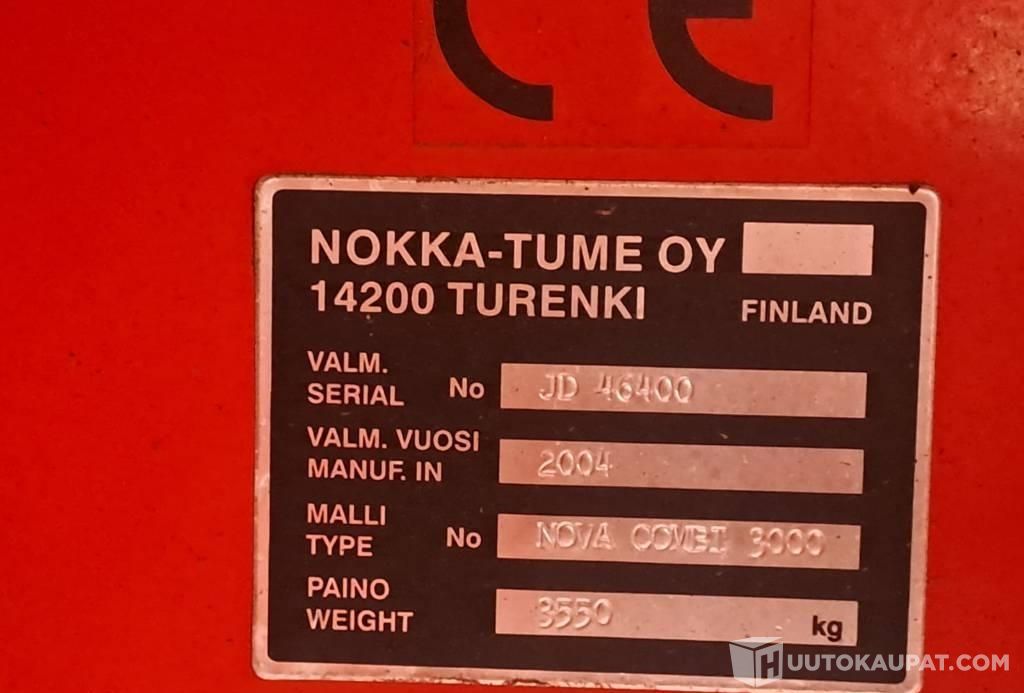 CE
NOKKA-TUME OY
14200 TURENKI
FINLAND
VALM.
SERIAL No JD 46400
VALM. VUOSI
MANUF. IN 2004
MALLI
TYPE No NOVA COMBI 3000
PAINO
WEIGHT 3550 kg
HUUTOKAUPAT.COM